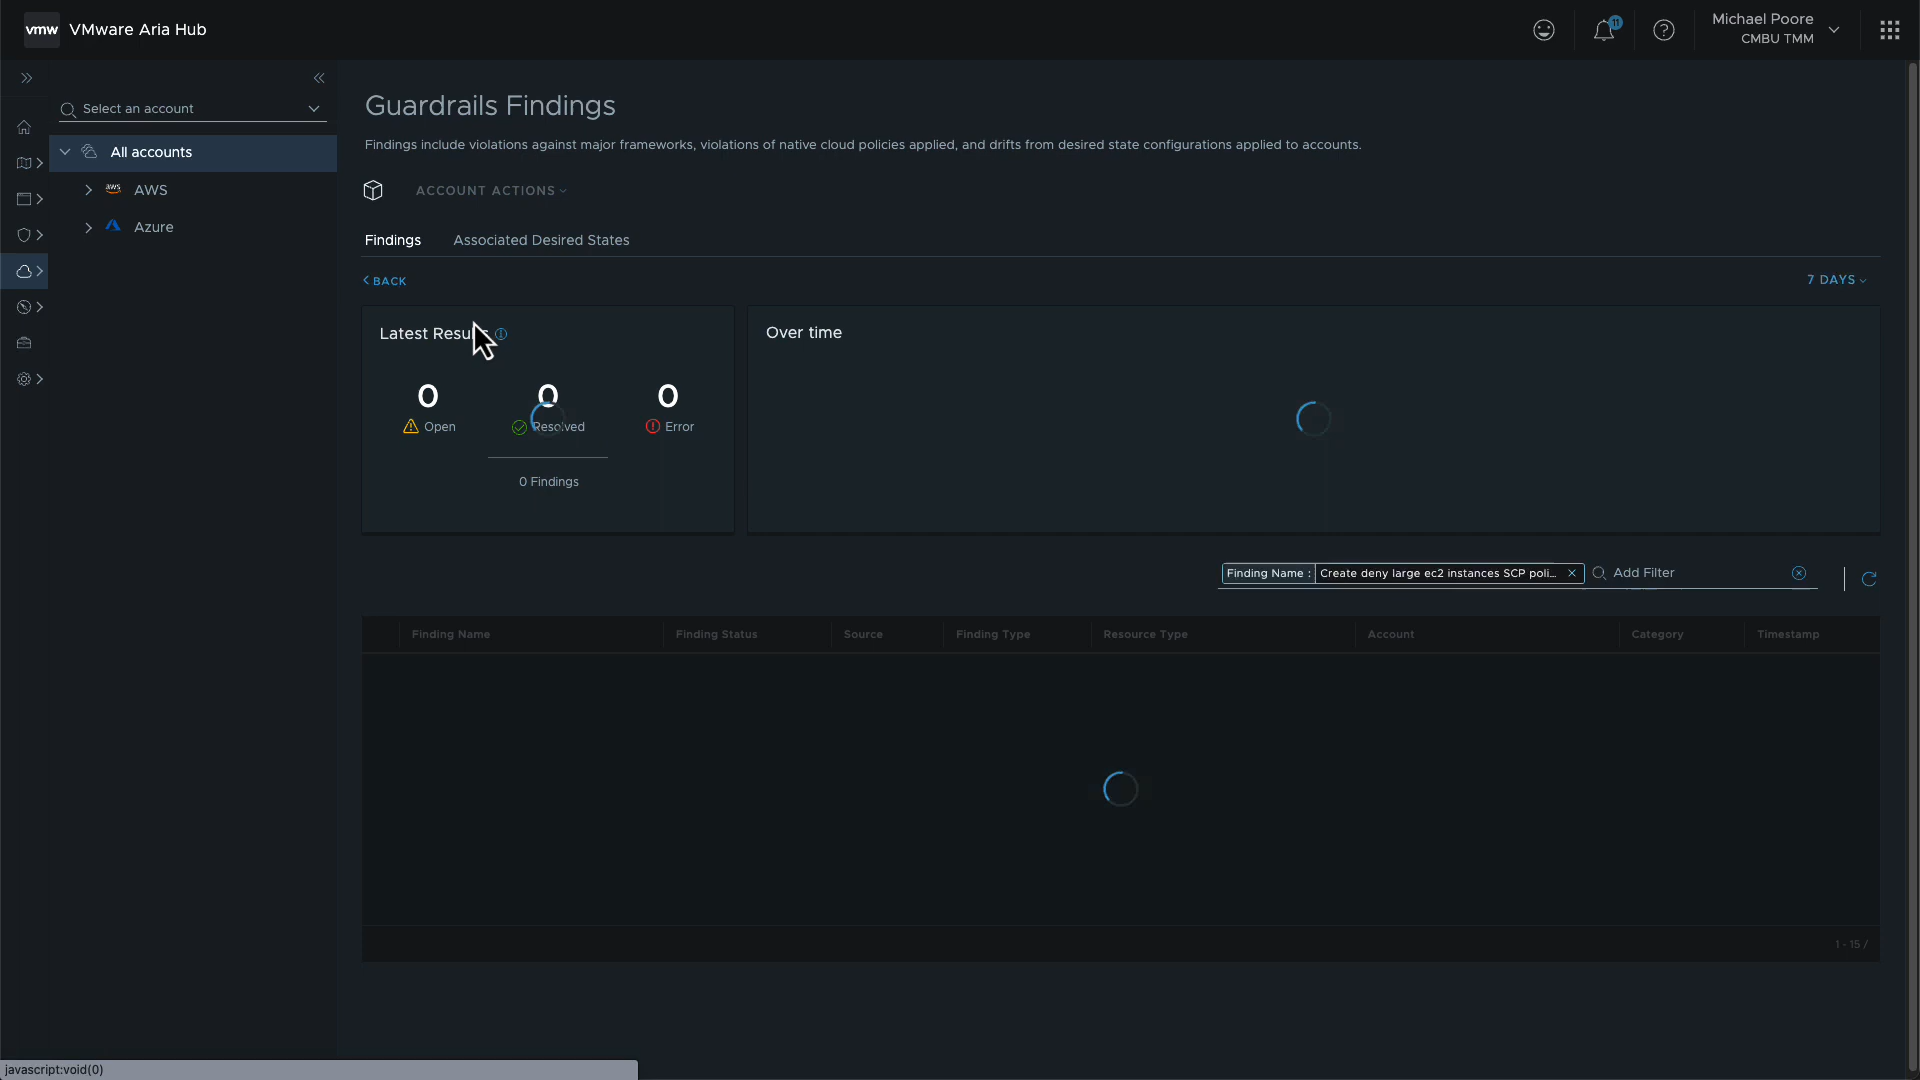 vmw VMware Aria Hub
11
Michael Poore
CMBU TMM
Select an account
All accounts
aws AWS
Azure
Guardrails Findings
Findings include violations against major frameworks, violations of native cloud policies applied, and drifts from desired state configurations applied to accounts.
ACCOUNT ACTIONS
Findings Associated Desired States
BACK
7 DAYS
Latest Results
Over time
0 0 0
Open Resolved Error
0 Findings
Finding Name : Create deny large ec2 instances SCP poli... Add Filter
Finding Name Finding Status Source Finding Type Resource Type Account Category Timestamp
1 - 15 /
javascript:void(0)